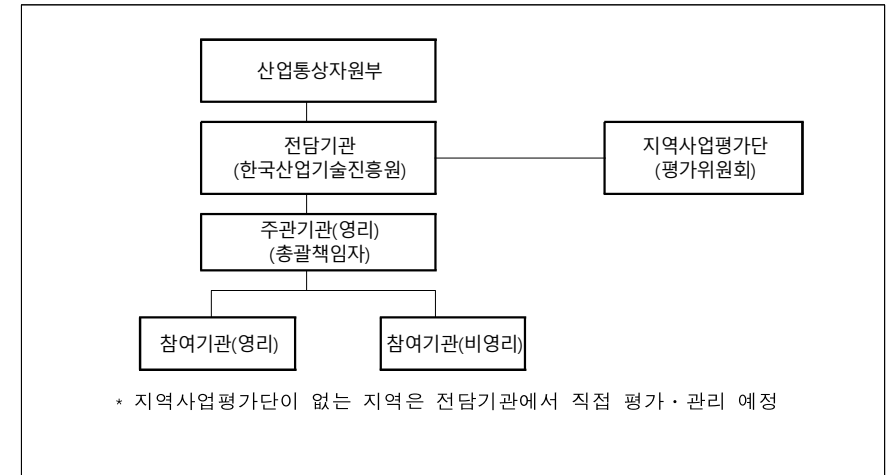 산업통상자원부
전담기관
(한국산업기술진흥원)
지역사업평가단
(평가위원회)
주관기관(영리)
(총괄책임자)
참여기관(영리)
참여기관(비영리)
* 지역사업평가단이 없는 지역은 전담기관에서 직접 평가·관리 예정